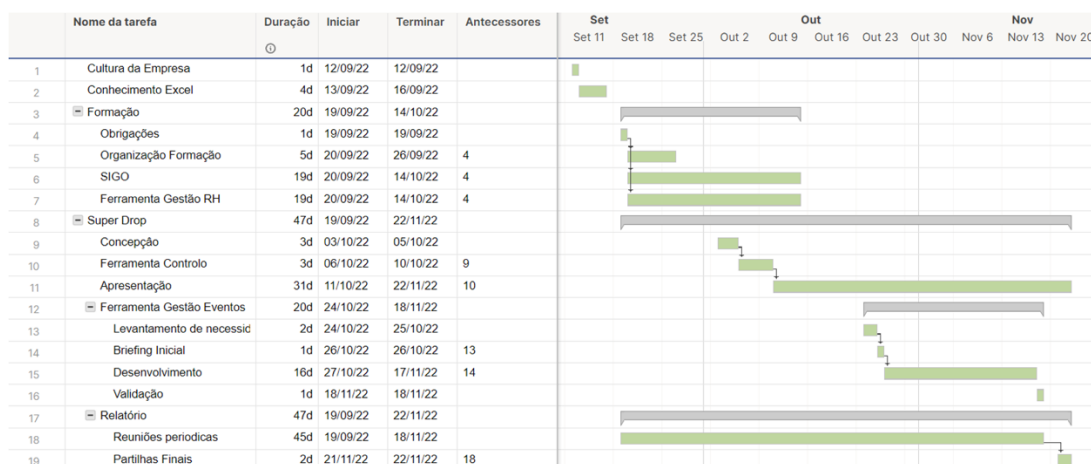 Nome da tarefa Duração Iniciar Terminar Antecessores Set Out Nov
Set 11 Set 18 Set 25 Out 2 Out 9 Out 16 Out 23 Out 30 Nov 6 Nov 13 Nov 20
1 Cultura da Empresa 1d 12/09/22 12/09/22
2 Conhecimento Excel 4d 13/09/22 16/09/22
3 Formação 20d 19/09/22 14/10/22
4 Obrigações 1d 19/09/22 19/09/22
5 Organização Formação 5d 20/09/22 26/09/22 4
6 SIGO 19d 20/09/22 14/10/22 4
7 Ferramenta Gestão RH 19d 20/09/22 14/10/22 4
8 Super Drop 47d 19/09/22 22/11/22
9 Concepção 3d 03/10/22 05/10/22
10 Ferramenta Controlo 3d 06/10/22 10/10/22 9
11 Apresentação 31d 11/10/22 22/11/22 10
12 Ferramenta Gestão Eventos 20d 24/10/22 18/11/22
13 Levantamento de necessid 2d 24/10/22 25/10/22
14 Briefing Inicial 1d 26/10/22 26/10/22 13
15 Desenvolvimento 16d 27/10/22 17/11/22 14
16 Validação 1d 18/11/22 18/11/22
17 Relatório 47d 19/09/22 22/11/22
18 Reuniões periodicas 45d 19/09/22 18/11/22
19 Partilhas Finais 2d 21/11/22 22/11/22 18